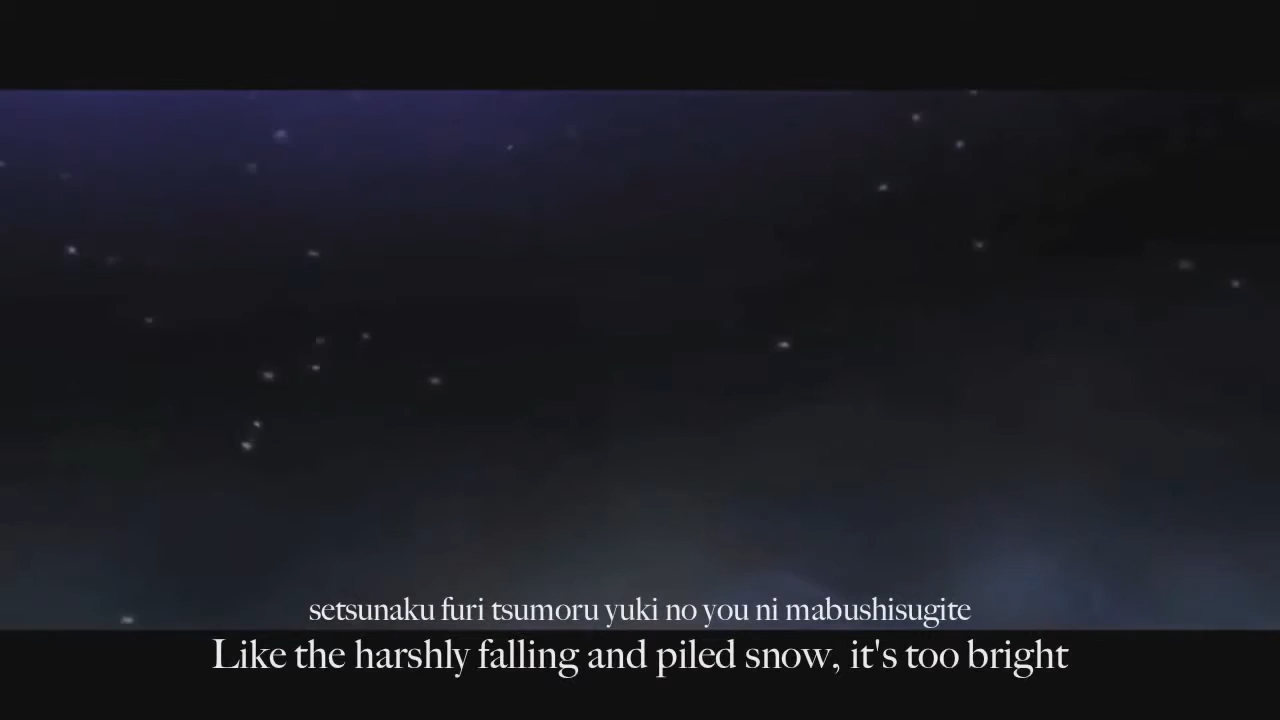 setsunaku furi tsumoru yuki no you ni mabushisugite
Like the harshly falling and piled snow, it's too bright